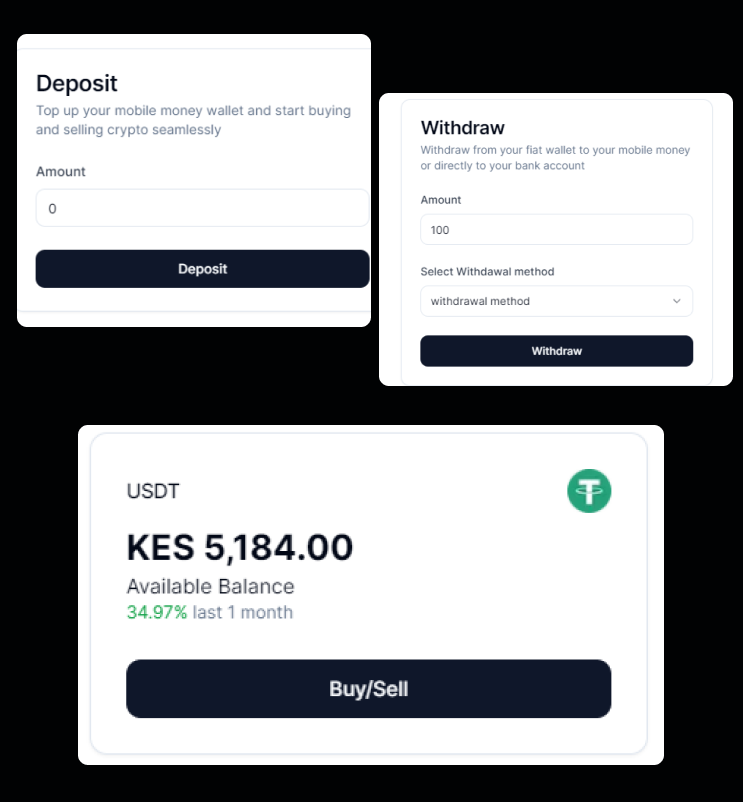 Deposit
Top up your mobile money wallet and start buying
and selling crypto seamlessly
Amount
0
Deposit
Withdraw
Withdraw from your fiat wallet to your mobile money
or directly to your bank account
Amount
100
Select Withdawal method
withdrawal method
Withdraw
USDT
KES 5,184.00
Available Balance
34.97% last 1 month
Buy/Sell